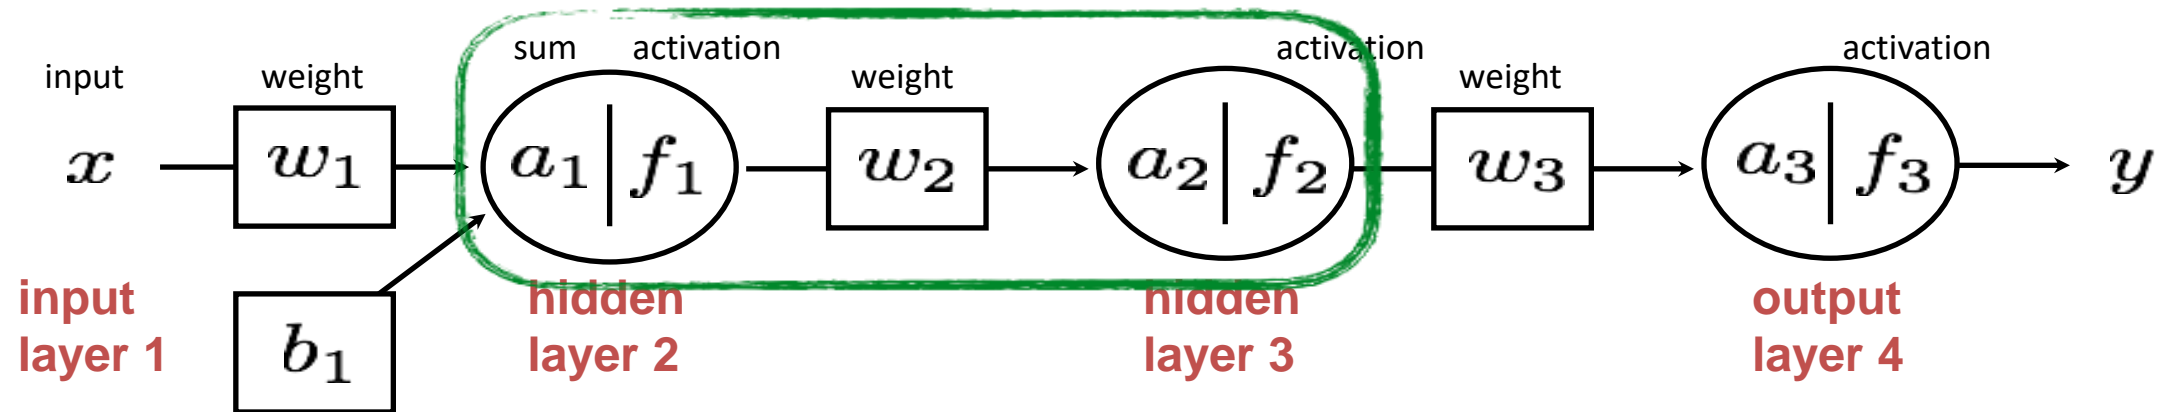 sum activation activation activation
input weight weight weight
x w₁ a₁ | f₁ w₂ a₂ | f₂ w₃ a₃ | f₃ y
input hidden hidden output
layer 1 layer 2 layer 3 layer 4
b₁